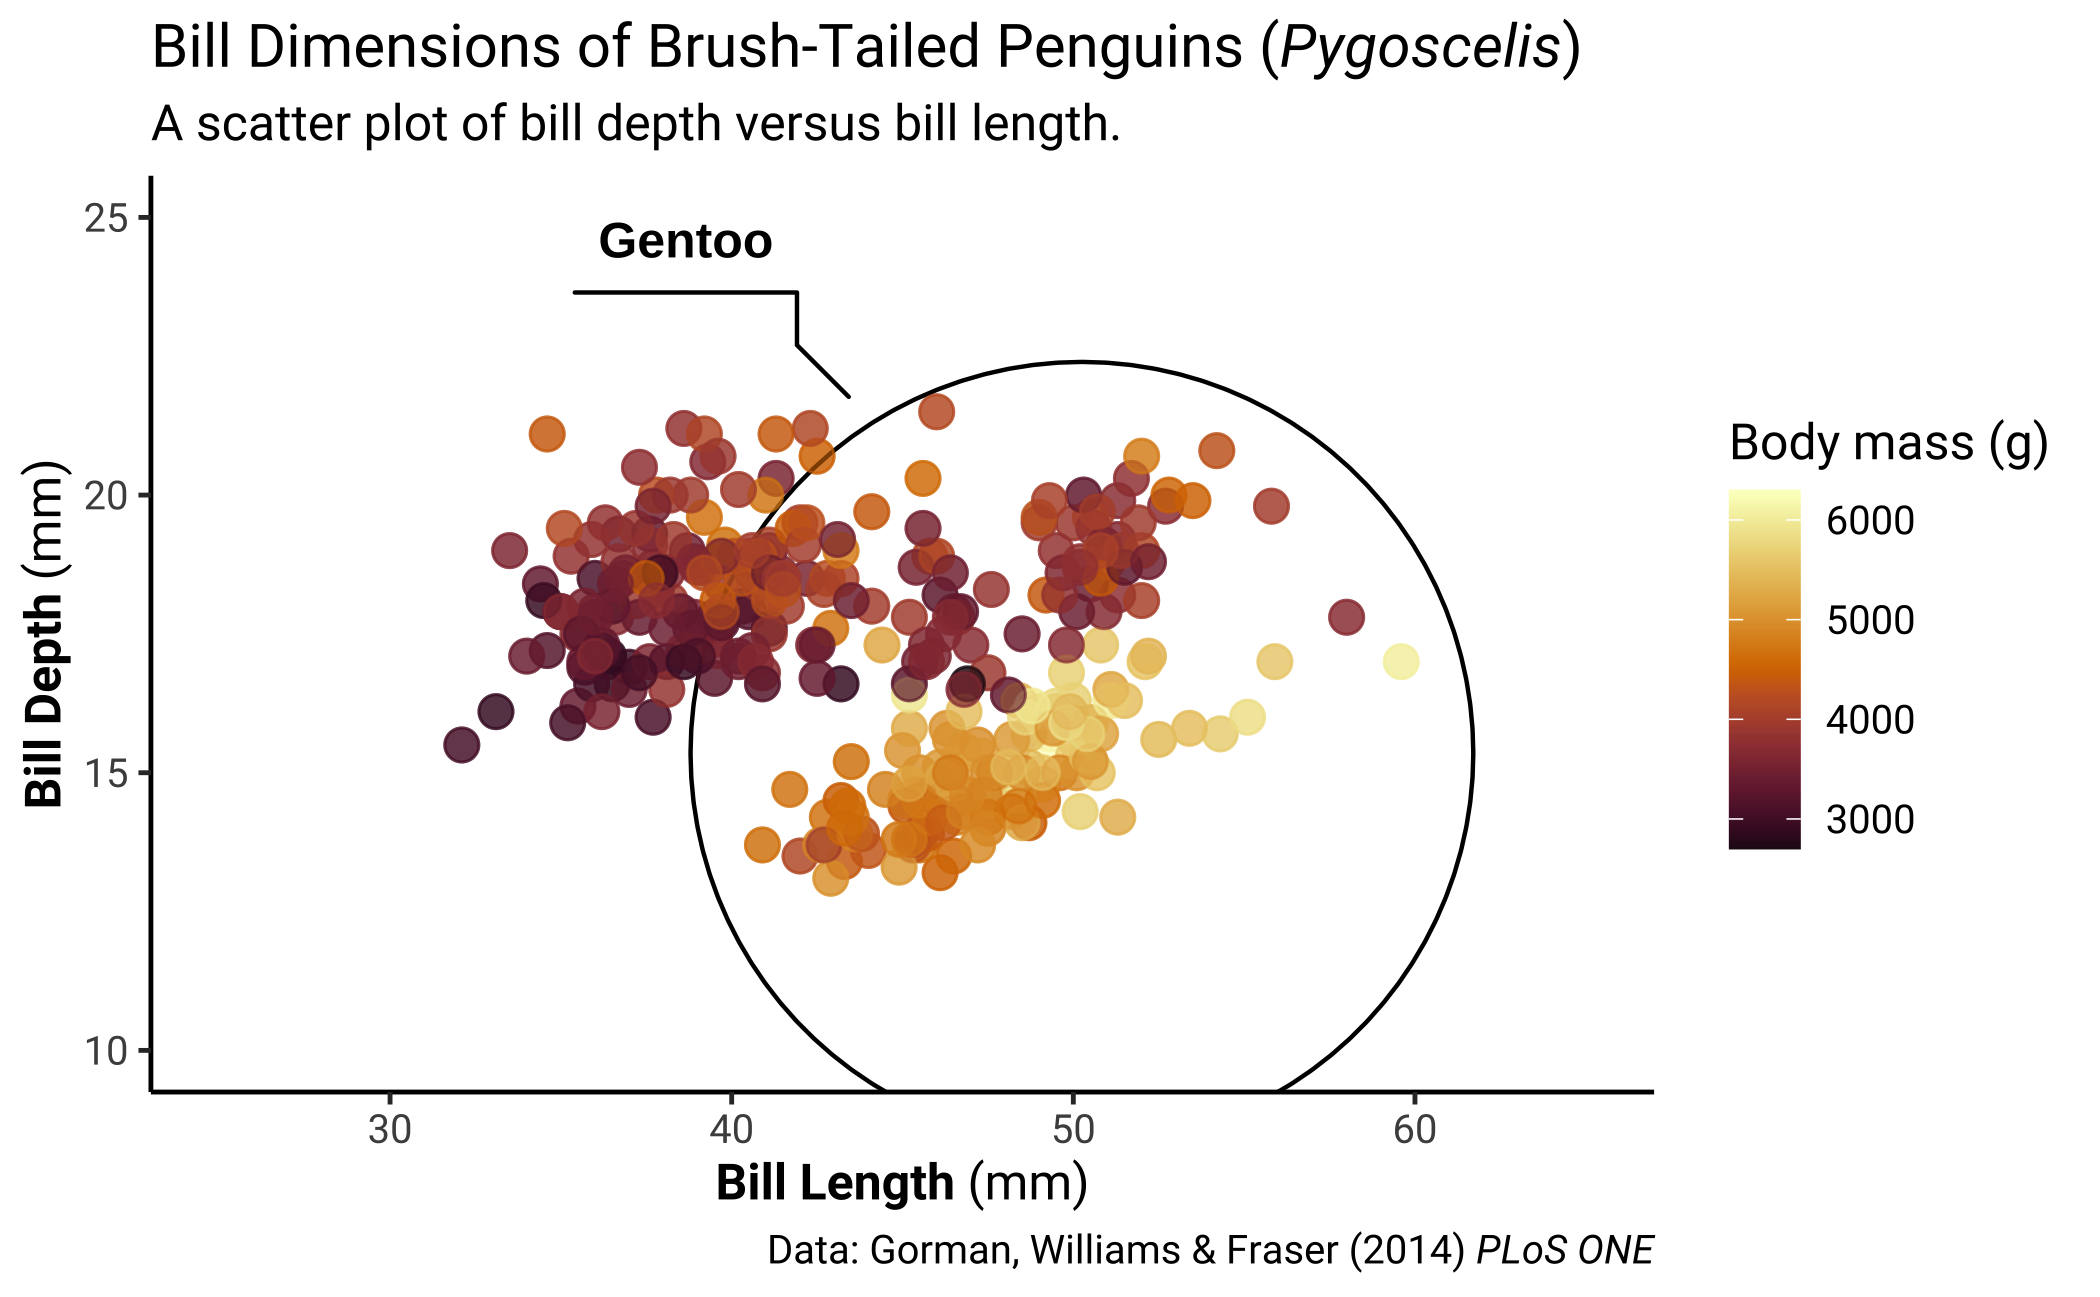 Bill Dimensions of Brush-Tailed Penguins (Pygoscelis)
A scatter plot of bill depth versus bill length.
25
20
15
10
Bill Depth (mm)
Gentoo
Body mass (g)
6000
5000
4000
3000
30 40 50 60
Bill Length (mm)
Data: Gorman, Williams & Fraser (2014) PLoS ONE